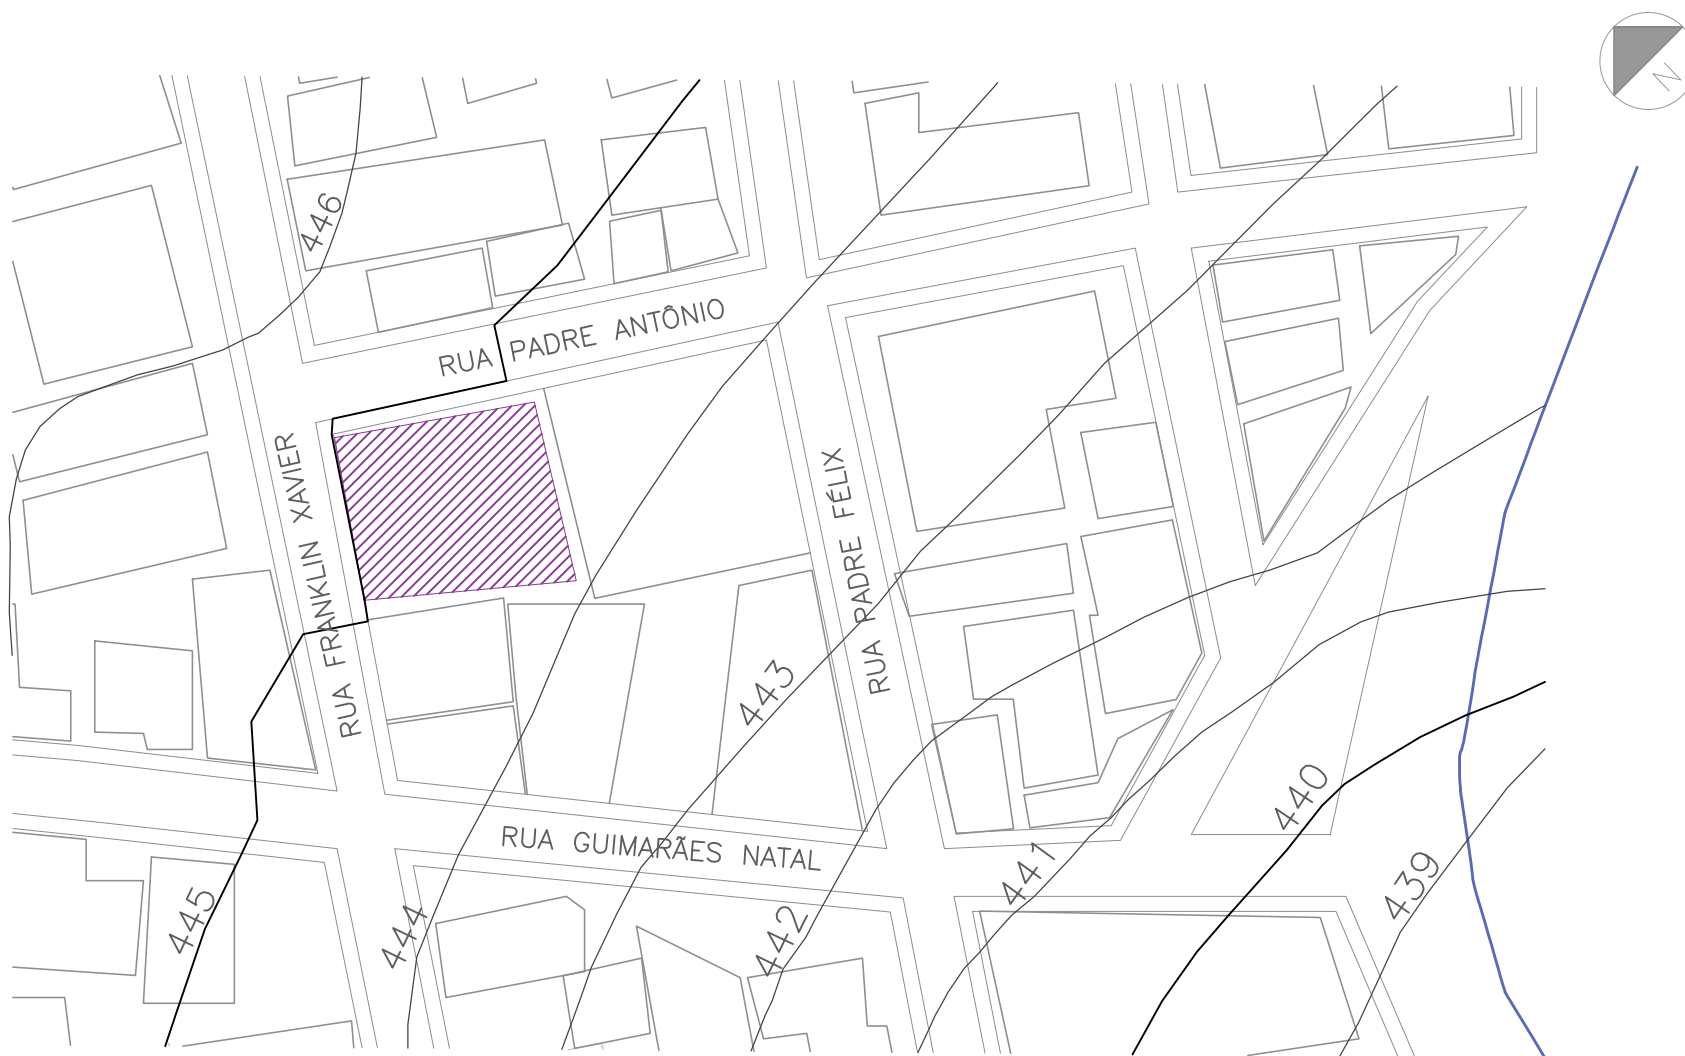 N
446
RUA PADRE ANTÔNIO
RUA FRANKLIN XAVIER
RUA PADRE FÉLIX
443
440
RUA GUIMARÃES NATAL
441
439
445
444
442